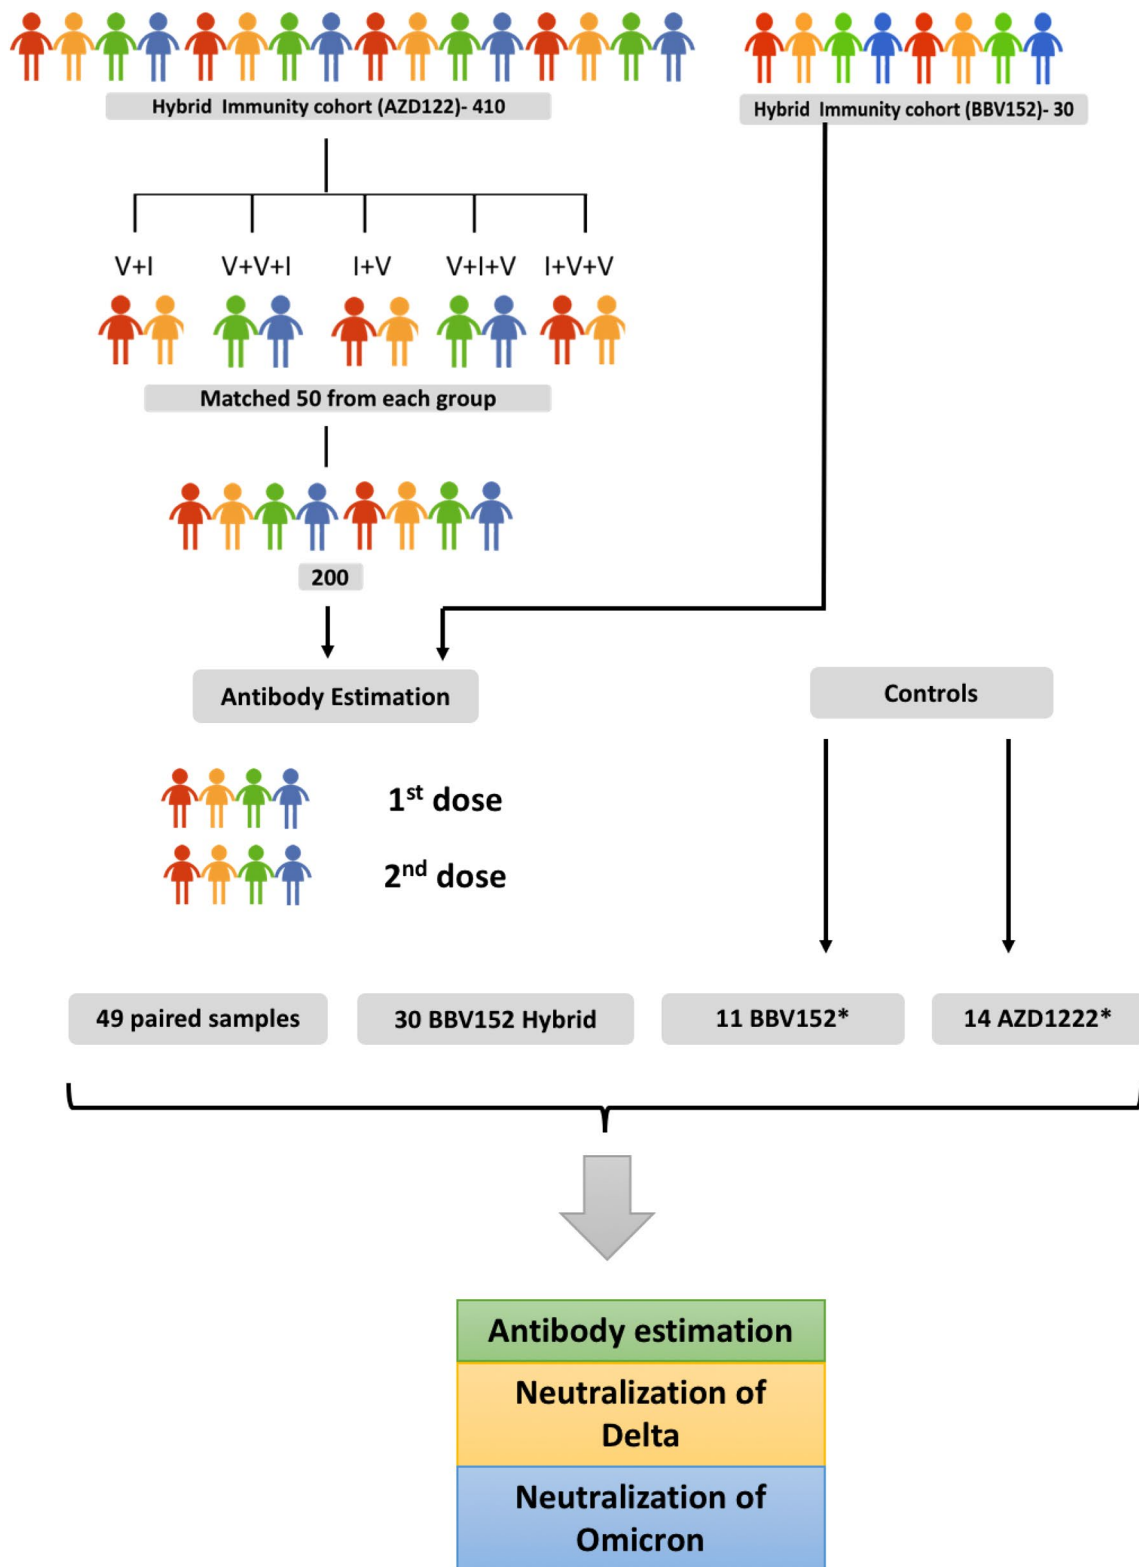 Hybrid Immunity cohort (AZD122)- 410
Hybrid Immunity cohort (BBV152)- 30
V+I
V+V+I
I+V
V+I+V
I+V+V
Matched 50 from each group
200
Antibody Estimation
Controls
1st dose
2nd dose
49 paired samples
30 BBV152 Hybrid
11 BBV152*
14 AZD1222*
Antibody estimation
Neutralization of
Delta
Neutralization of
Omicron